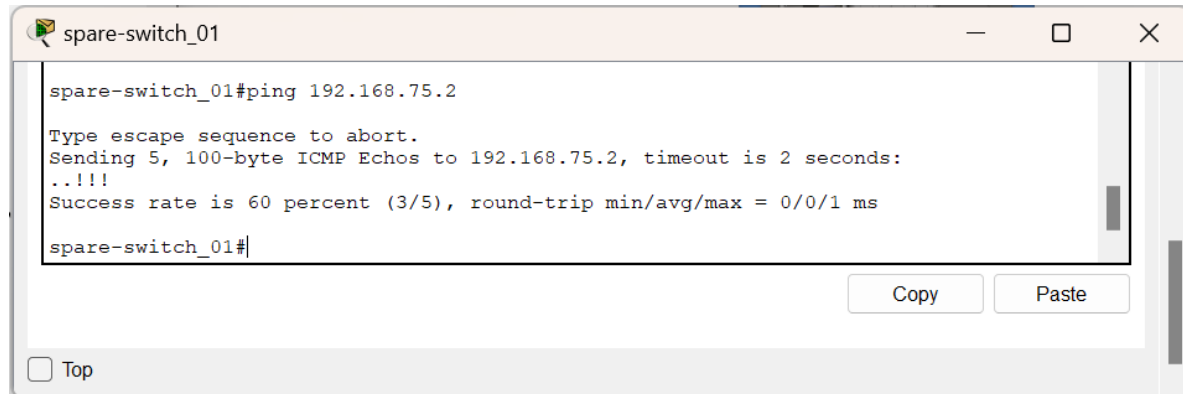 spare-switch_01
spare-switch_01#ping 192.168.75.2
Type escape sequence to abort.
Sending 5, 100-byte ICMP Echos to 192.168.75.2, timeout is 2 seconds:
..!!!
Success rate is 60 percent (3/5), round-trip min/avg/max = 0/0/1 ms
spare-switch_01#
Copy Paste
Top